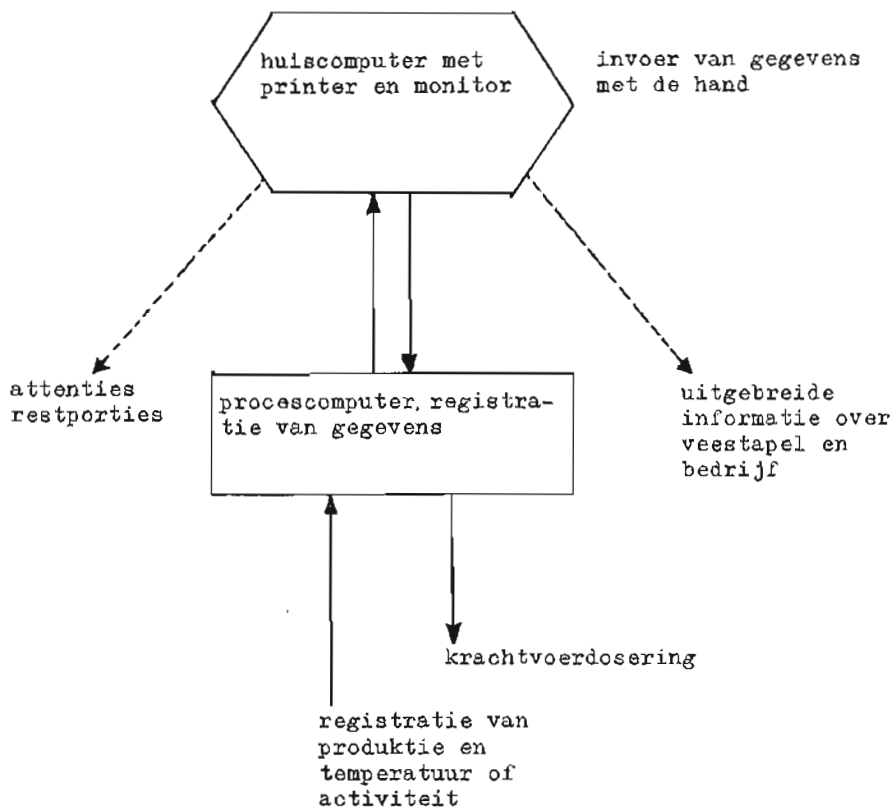 huiscomputer met
printer en monitor
invoer van gegevens
met de hand
attenties
restporties
procescomputer, registra-
tie van gegevens
uitgebreide
informatie over
veestapel en
bedrijf
krachtvoerdosering
registratie van
produktie en
temperatuur of
activiteit